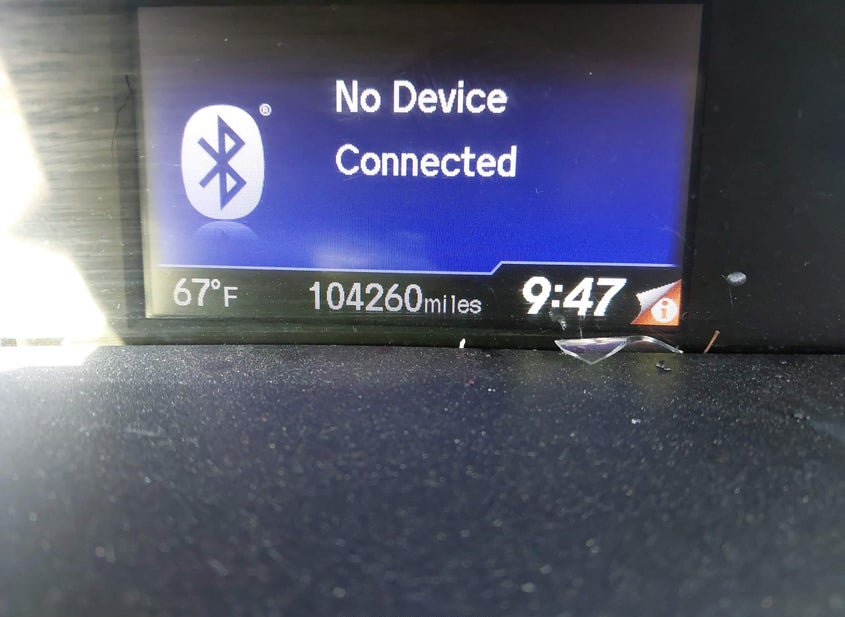 ®
No Device
Connected
67°F 104260miles 9:47 i